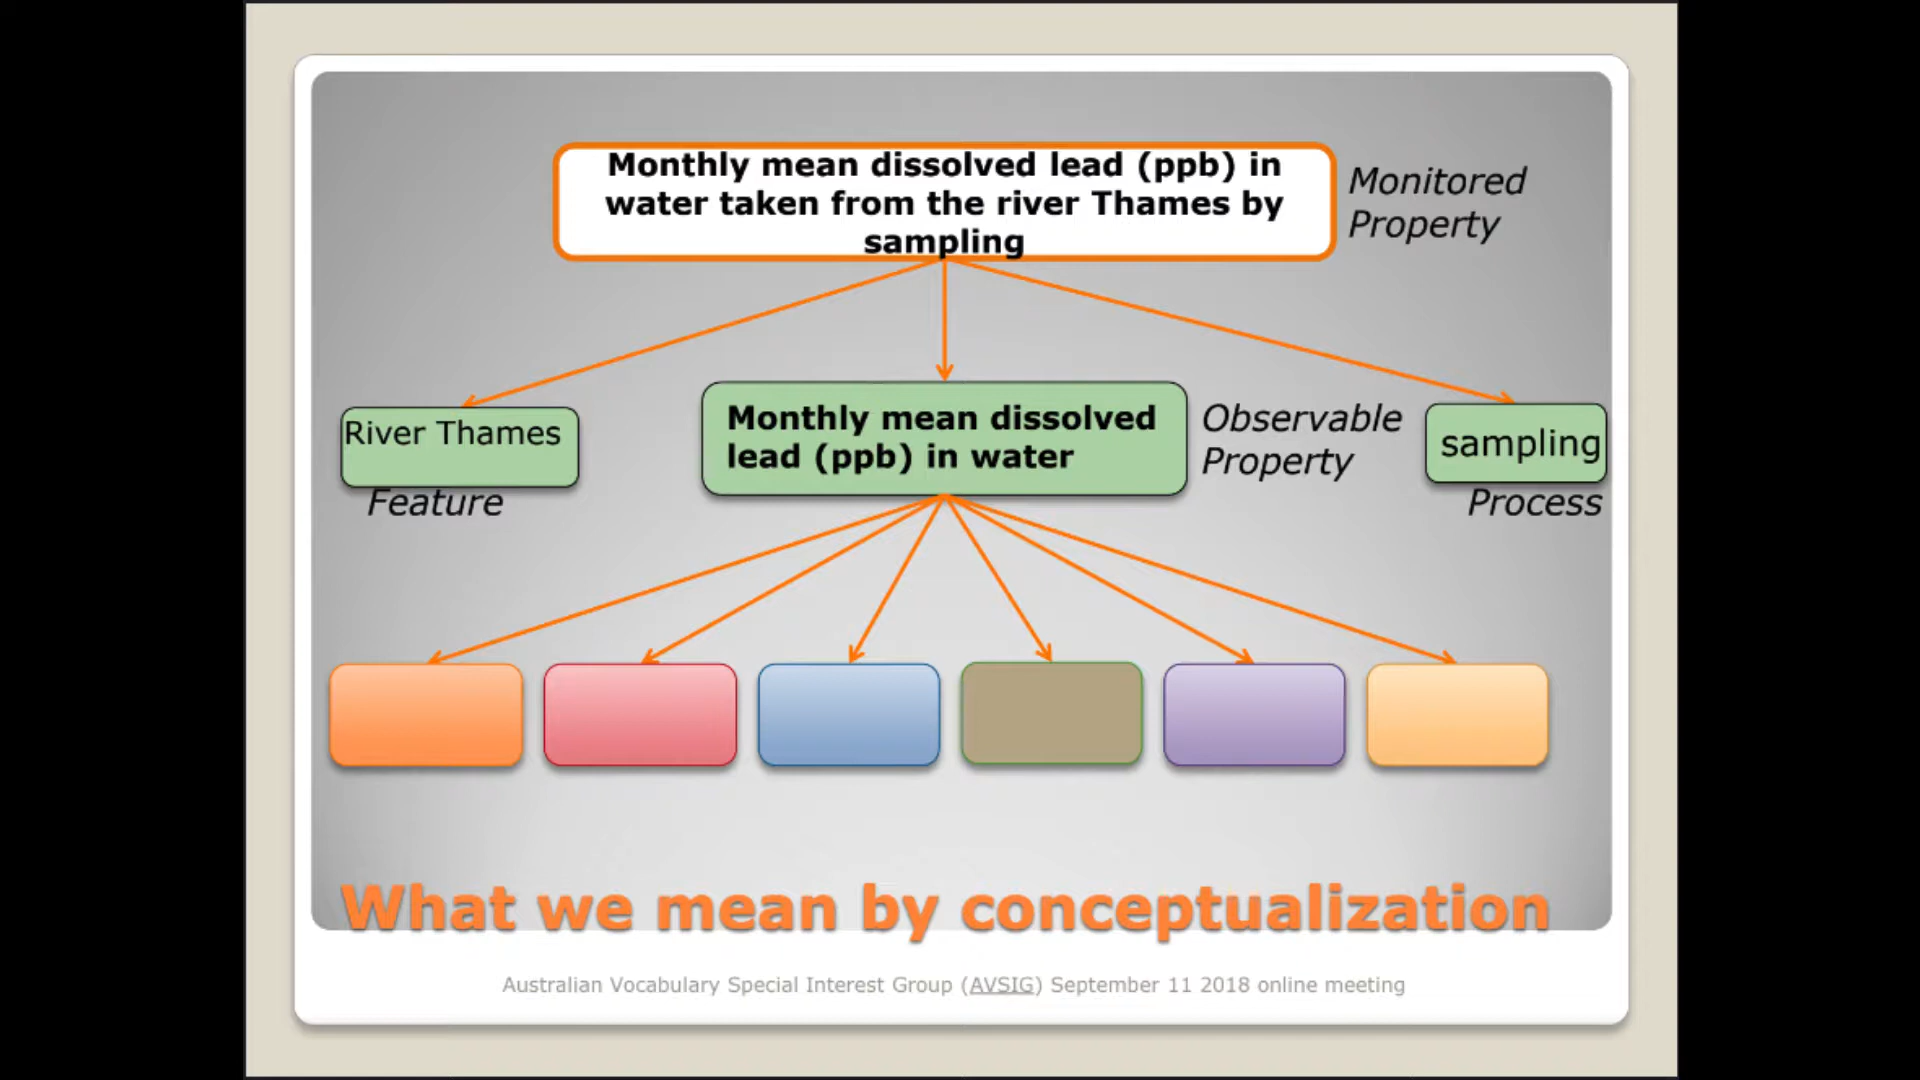 Monthly mean dissolved lead (ppb) in
water taken from the river Thames by
sampling
Monitored
Property
River Thames
Feature
Monthly mean dissolved
lead (ppb) in water
Observable
Property
sampling
Process
What we mean by conceptualization
Australian Vocabulary Special Interest Group (AVSIG) September 11 2018 online meeting